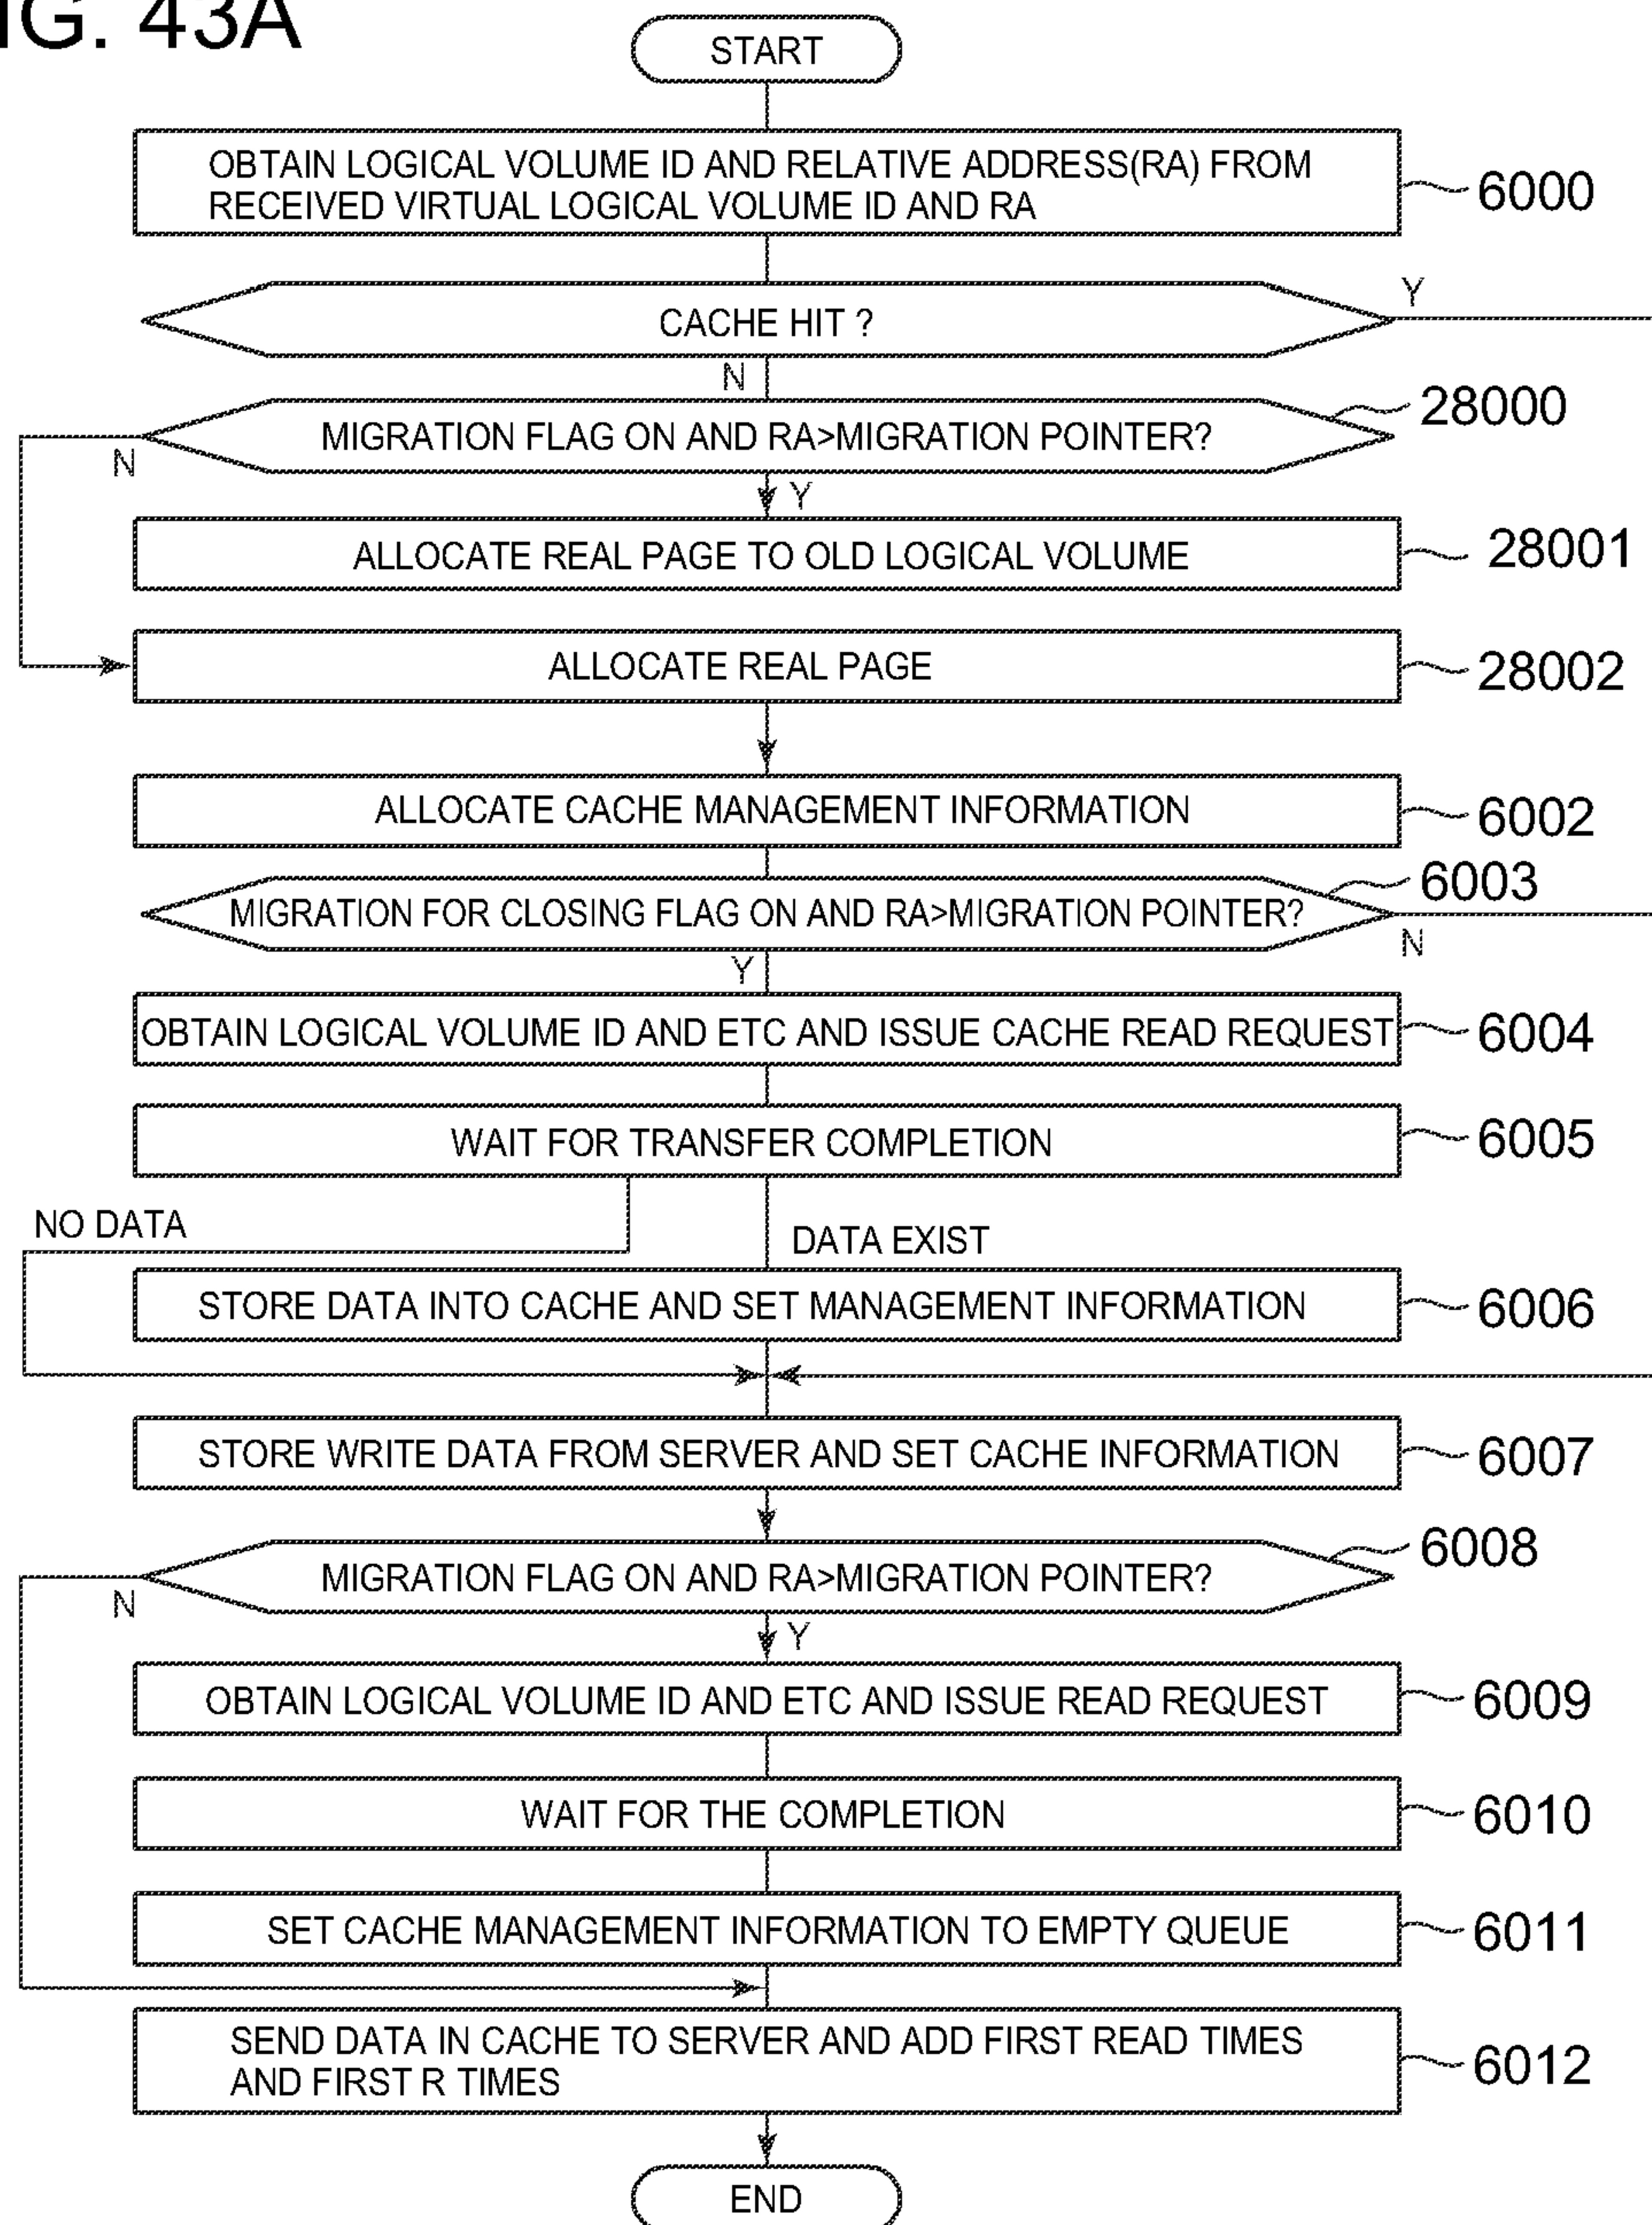 IG. 43A
START
OBTAIN LOGICAL VOLUME ID AND RELATIVE ADDRESS(RA) FROM
RECEIVED VIRTUAL LOGICAL VOLUME ID AND RA
6000
CACHE HIT ?
Y
N
MIGRATION FLAG ON AND RA>MIGRATION POINTER?
28000
N
Y
ALLOCATE REAL PAGE TO OLD LOGICAL VOLUME
28001
ALLOCATE REAL PAGE
28002
ALLOCATE CACHE MANAGEMENT INFORMATION
6002
MIGRATION FOR CLOSING FLAG ON AND RA>MIGRATION POINTER?
6003
N
Y
OBTAIN LOGICAL VOLUME ID AND ETC AND ISSUE CACHE READ REQUEST
6004
WAIT FOR TRANSFER COMPLETION
6005
NO DATA
DATA EXIST
STORE DATA INTO CACHE AND SET MANAGEMENT INFORMATION
6006
STORE WRITE DATA FROM SERVER AND SET CACHE INFORMATION
6007
MIGRATION FLAG ON AND RA>MIGRATION POINTER?
6008
N
Y
OBTAIN LOGICAL VOLUME ID AND ETC AND ISSUE READ REQUEST
6009
WAIT FOR THE COMPLETION
6010
SET CACHE MANAGEMENT INFORMATION TO EMPTY QUEUE
6011
SEND DATA IN CACHE TO SERVER AND ADD FIRST READ TIMES
AND FIRST R TIMES
6012
END